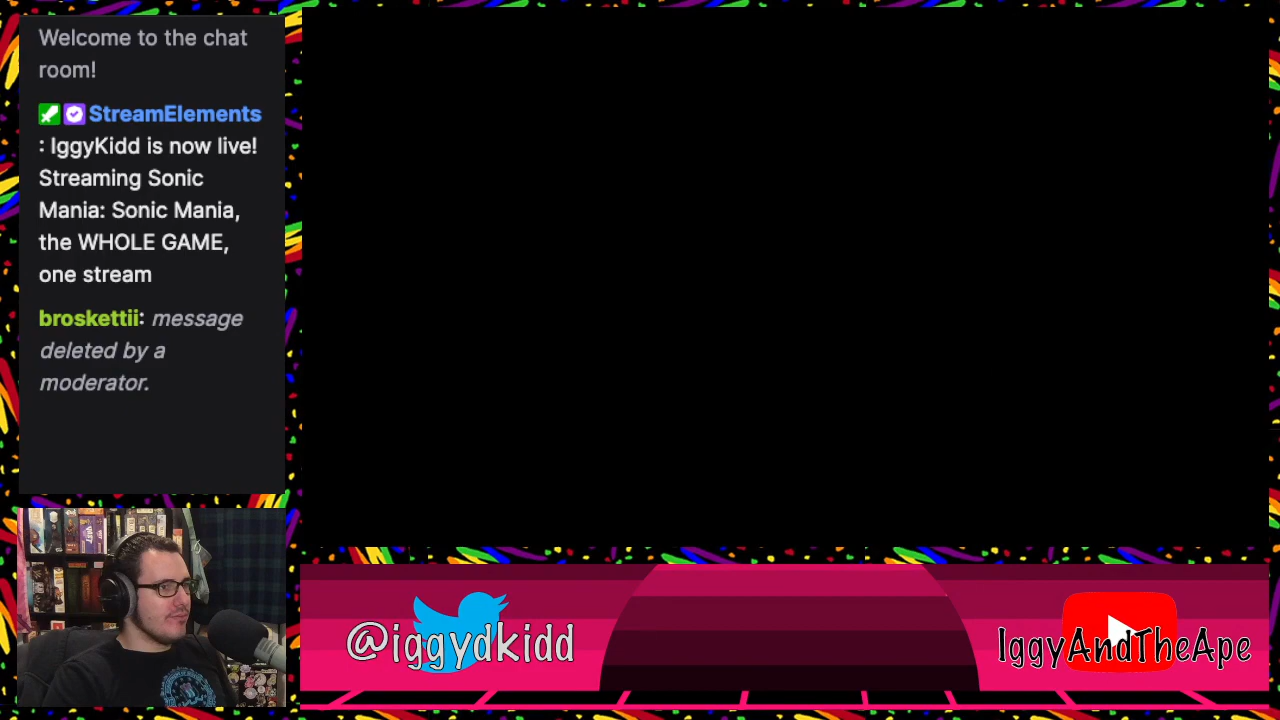 Welcome to the chat
room!
StreamElements
: IggyKidd is now live!
Streaming Sonic
Mania: Sonic Mania,
the WHOLE GAME,
one stream
broskettii: message
deleted by a
moderator.
@iggydkidd
IggyAndTheApe